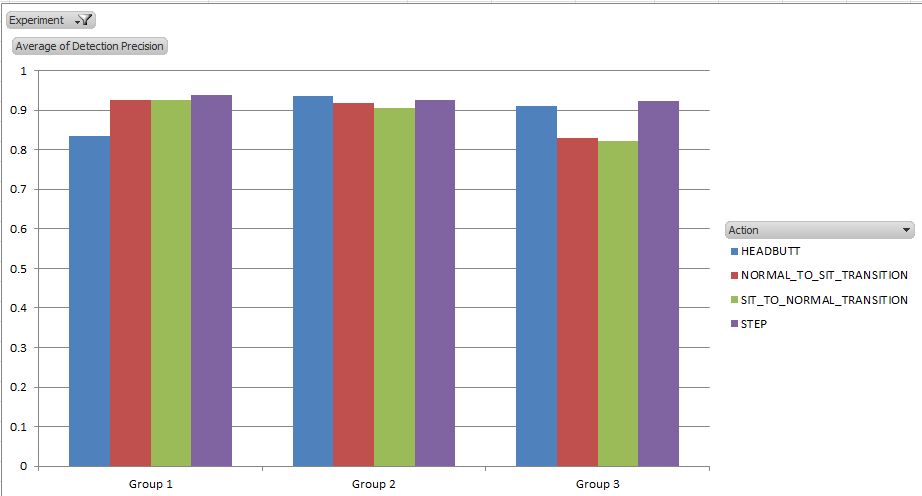 Experiment
Average of Detection Precision
1
0.9
0.8
0.7
0.6
0.5
0.4
0.3
0.2
0.1
0
Group 1
Group 2
Group 3
Action
HEADBUTT
NORMAL_TO_SIT_TRANSITION
SIT_TO_NORMAL_TRANSITION
STEP